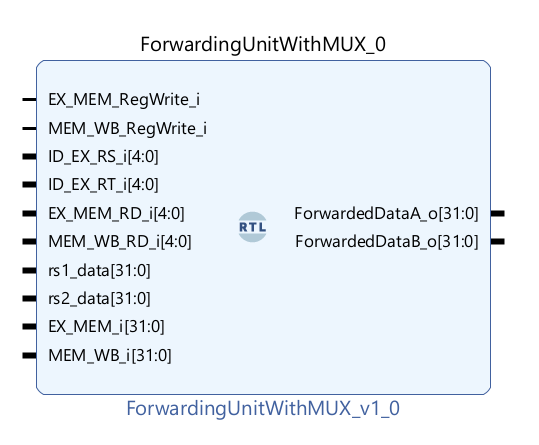 ForwardingUnitWithMUX_0
EX_MEM_RegWrite_i
MEM_WB_RegWrite_i
ID_EX_RS_i[4:0]
ID_EX_RT_i[4:0]
EX_MEM_RD_i[4:0]
MEM_WB_RD_i[4:0]
rs1_data[31:0]
rs2_data[31:0]
EX_MEM_i[31:0]
MEM_WB_i[31:0]
RTL
ForwardedDataA_o[31:0]
ForwardedDataB_o[31:0]
ForwardingUnitWithMUX_v1_0